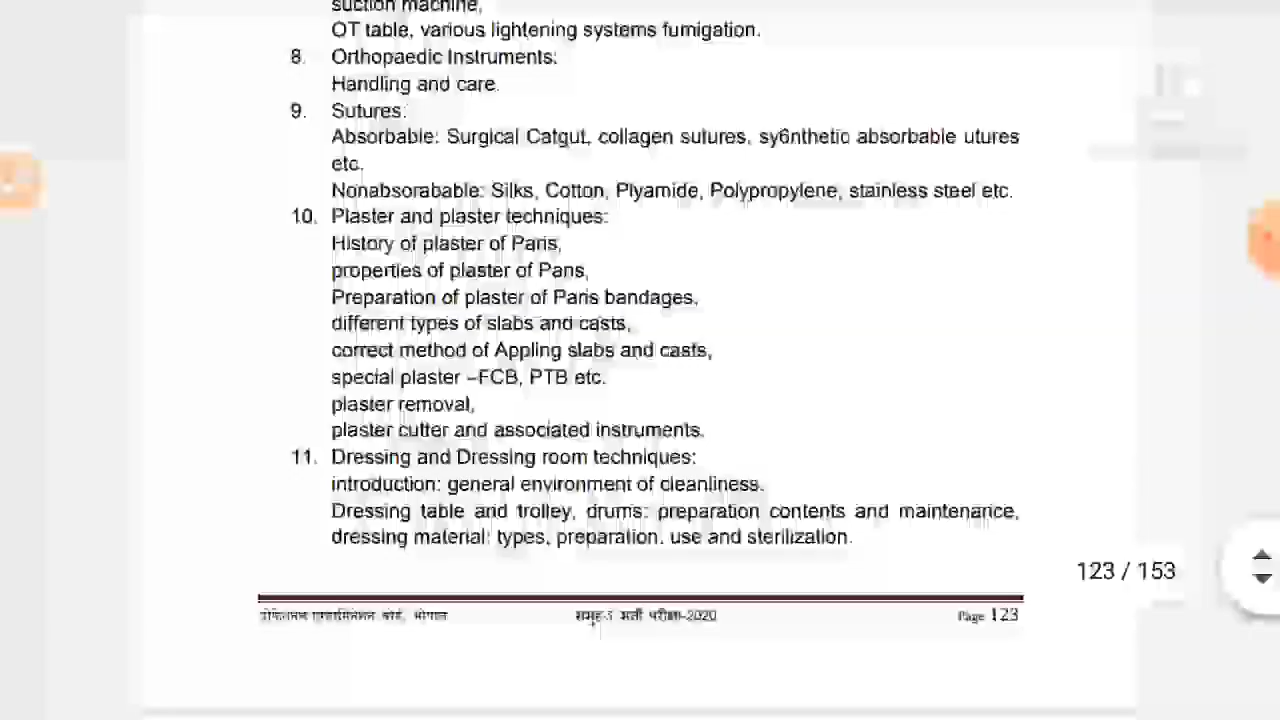 suction machine,
OT table, various lightening systems fumigation.
8. Orthopaedic Instruments:
Handling and care.
9. Sutures:
Absorbable: Surgical Catgut, collagen sutures, sy6nthetic absorbable utures
etc.
Nonabsorabable: Silks, Cotton, Plyamide, Polypropylene, stainless steel etc.
10. Plaster and plaster techniques:
History of plaster of Paris,
properties of plaster of Pans,
Preparation of plaster of Paris bandages,
different types of slabs and casts,
correct method of Appling slabs and casts,
special plaster –FCB, PTB etc.
plaster removal,
plaster cutter and associated instruments.
11. Dressing and Dressing room techniques:
introduction: general environment of cleanliness.
Dressing table and trolley, drums: preparation contents and maintenance,
dressing material: types, preparation, use and sterilization.
123 / 153
बोर्ड, भोपाल समूह-5 भर्ती परीक्षा-2020 Page 123